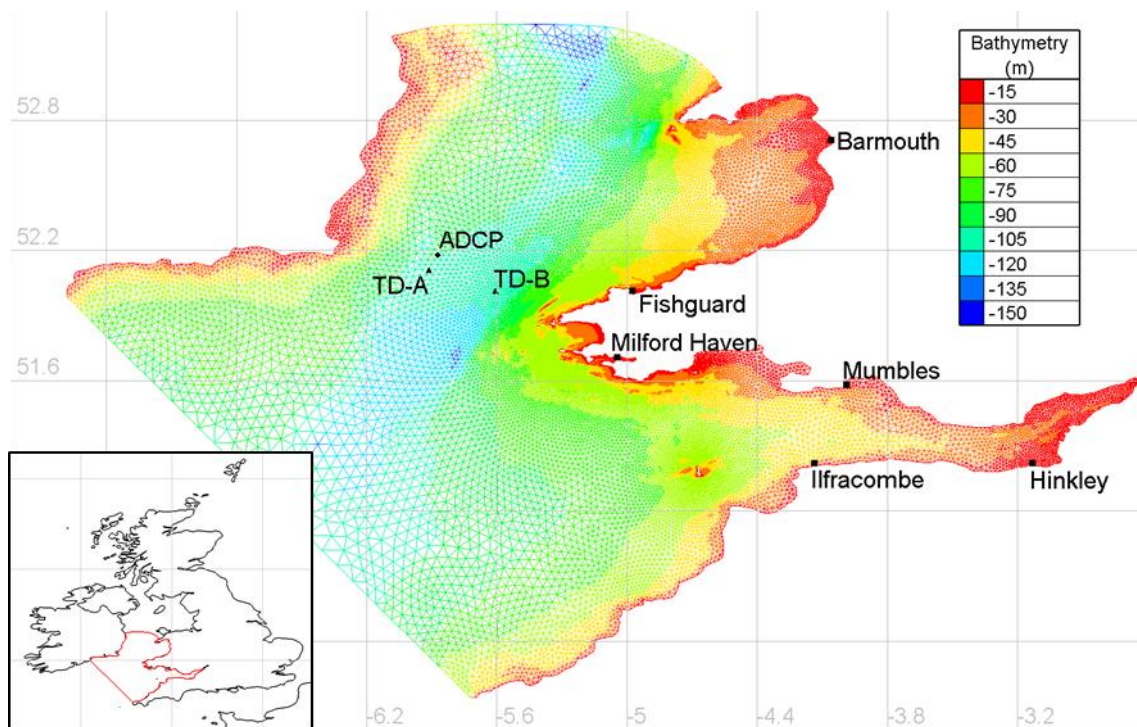 Bathymetry
(m)
-15
-30
-45
-60
-75
-90
-105
-120
-135
-150
52.8
Barmouth
52.2
ADCP
TD-A
TD-B
Fishguard
Milford Haven
51.6
Mumbles
Ilfracombe
Hinkley
-6.2
-5.6
-5
-4.4
-3.8
-3.2